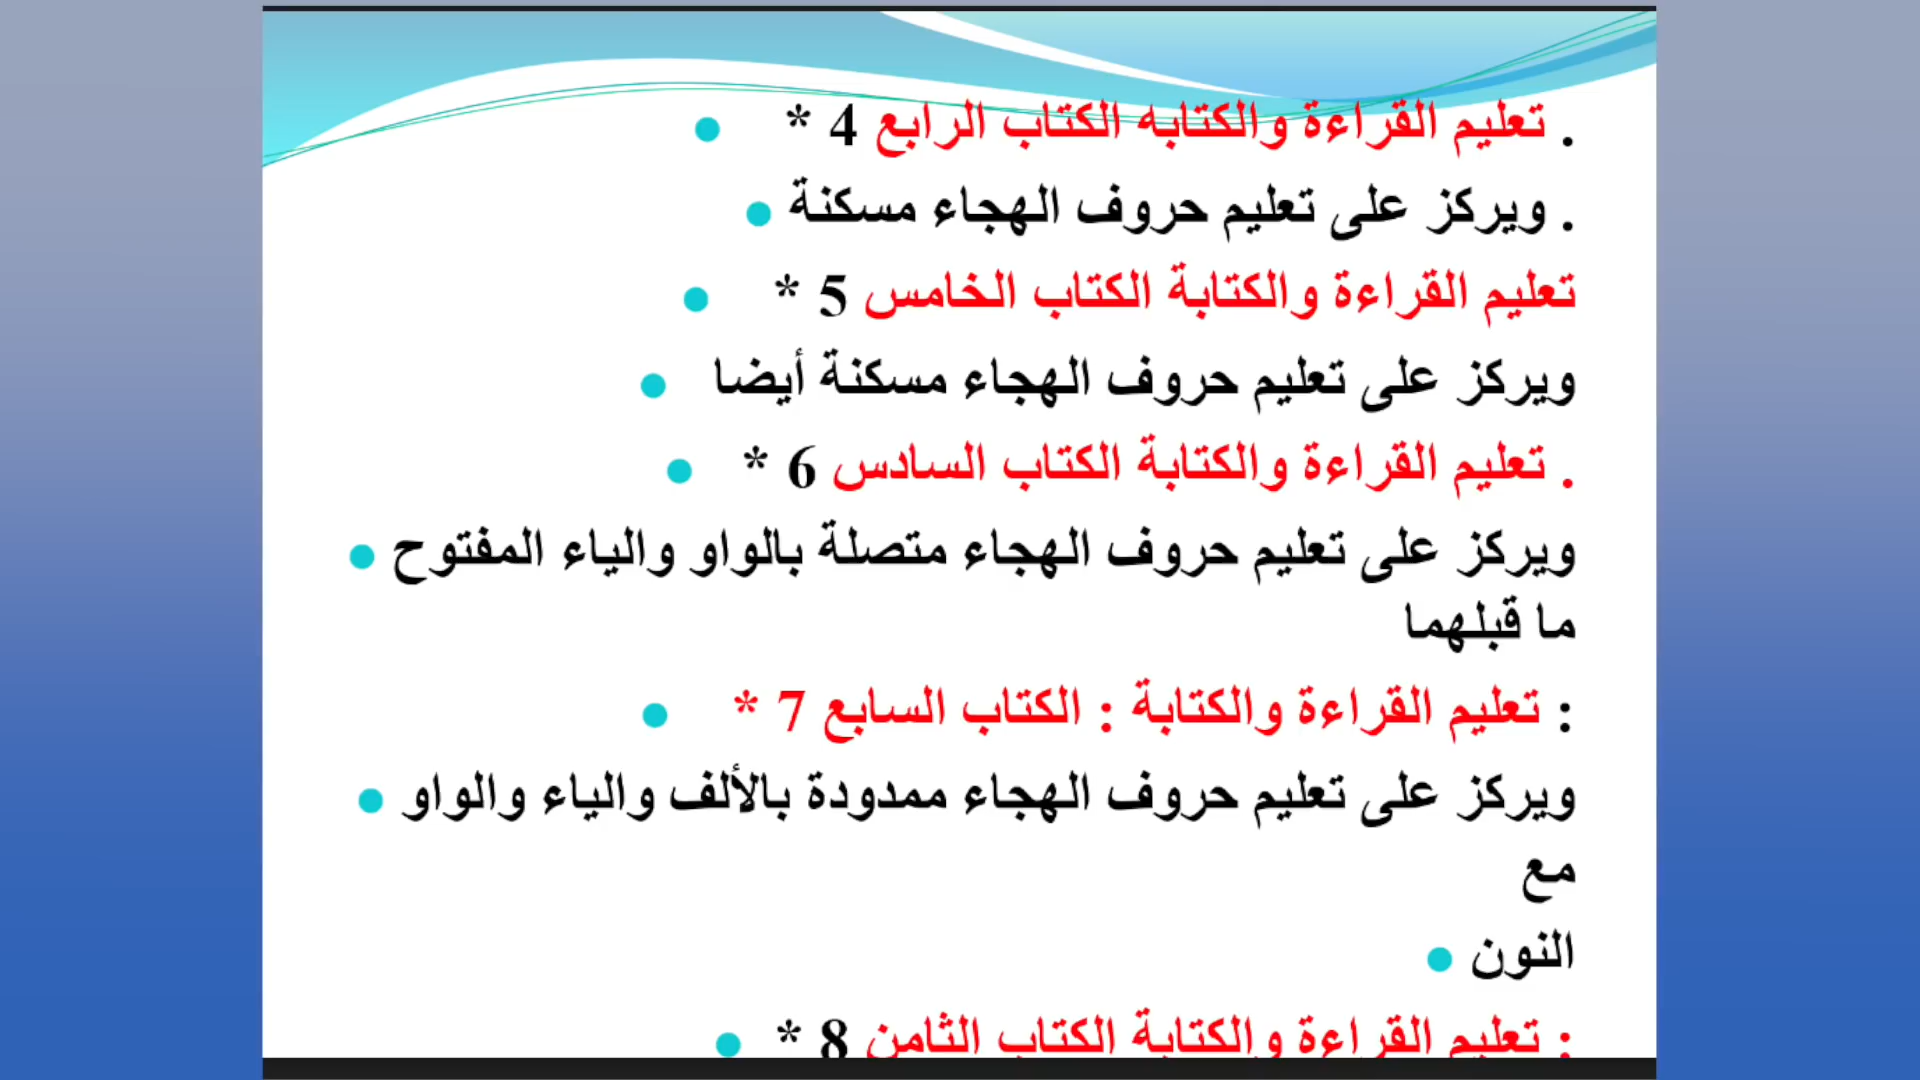 . تعليم القراءة والكتابه الكتاب الرابع 4 *
. ويركز على تعليم حروف الهجاء مسكنة
تعليم القراءة والكتابة الكتاب الخامس 5 *
ويركز على تعليم حروف الهجاء مسكنة أيضا
. تعليم القراءة والكتابة الكتاب السادس 6 *
ويركز على تعليم حروف الهجاء متصلة بالواو والياء المفتوح
ما قبلهما
: تعليم القراءة والكتابة : الكتاب السابع 7 *
ويركز على تعليم حروف الهجاء ممدودة بالألف والياء والواو
مع
النون
: تعليم القراءة والكتابة الكتاب الثامن 8 *